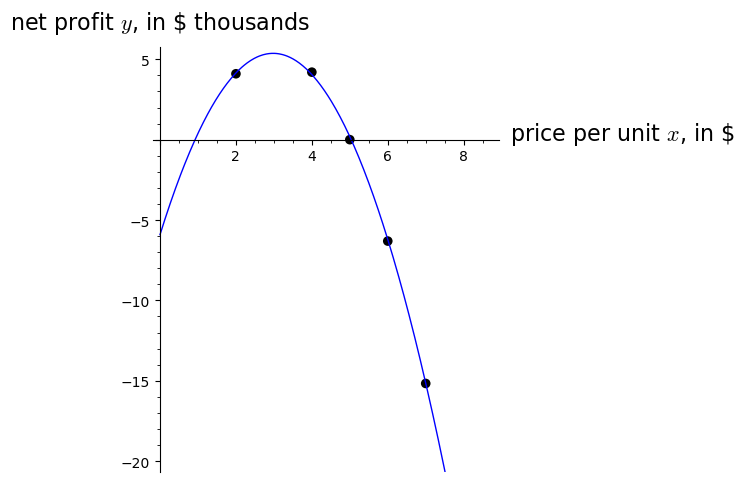 net profit y, in $ thousands
5
price per unit x, in $
2 4 6 8
−5
−10
−15
−20